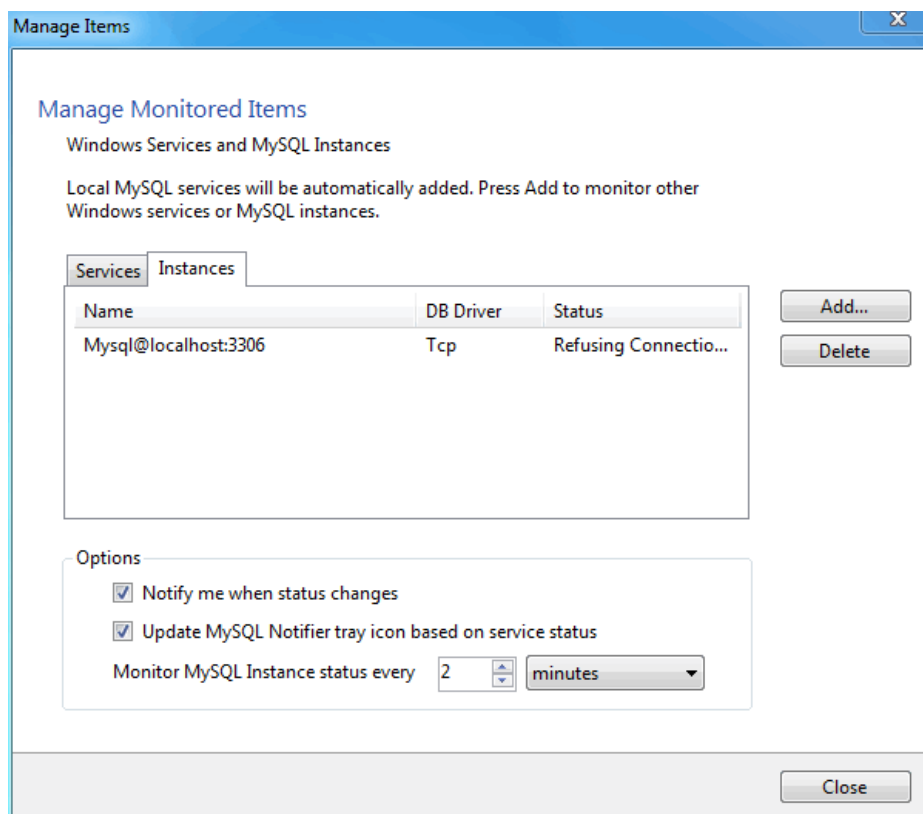 Manage Items
X
Manage Monitored Items
Windows Services and MySQL Instances
Local MySQL services will be automatically added. Press Add to monitor other
Windows services or MySQL instances.
Services Instances
Name DB Driver Status
Mysql@localhost:3306 Tcp Refusing Connectio...
Add...
Delete
Options
Notify me when status changes
Update MySQL Notifier tray icon based on service status
Monitor MySQL Instance status every 2 minutes
Close